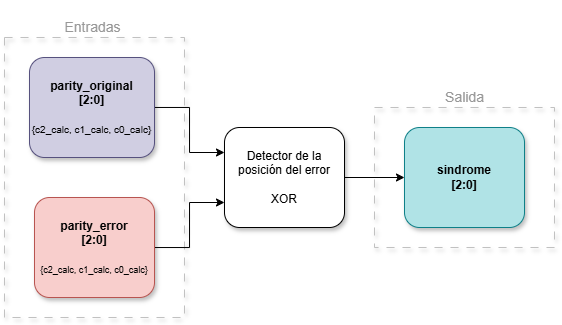 Entradas
parity_original
[2:0]
{c2_calc, c1_calc, c0_calc}
parity_error
[2:0]
{c2_calc, c1_calc, c0_calc}
Detector de la
posición del error
XOR
Salida
sindrome
[2:0]